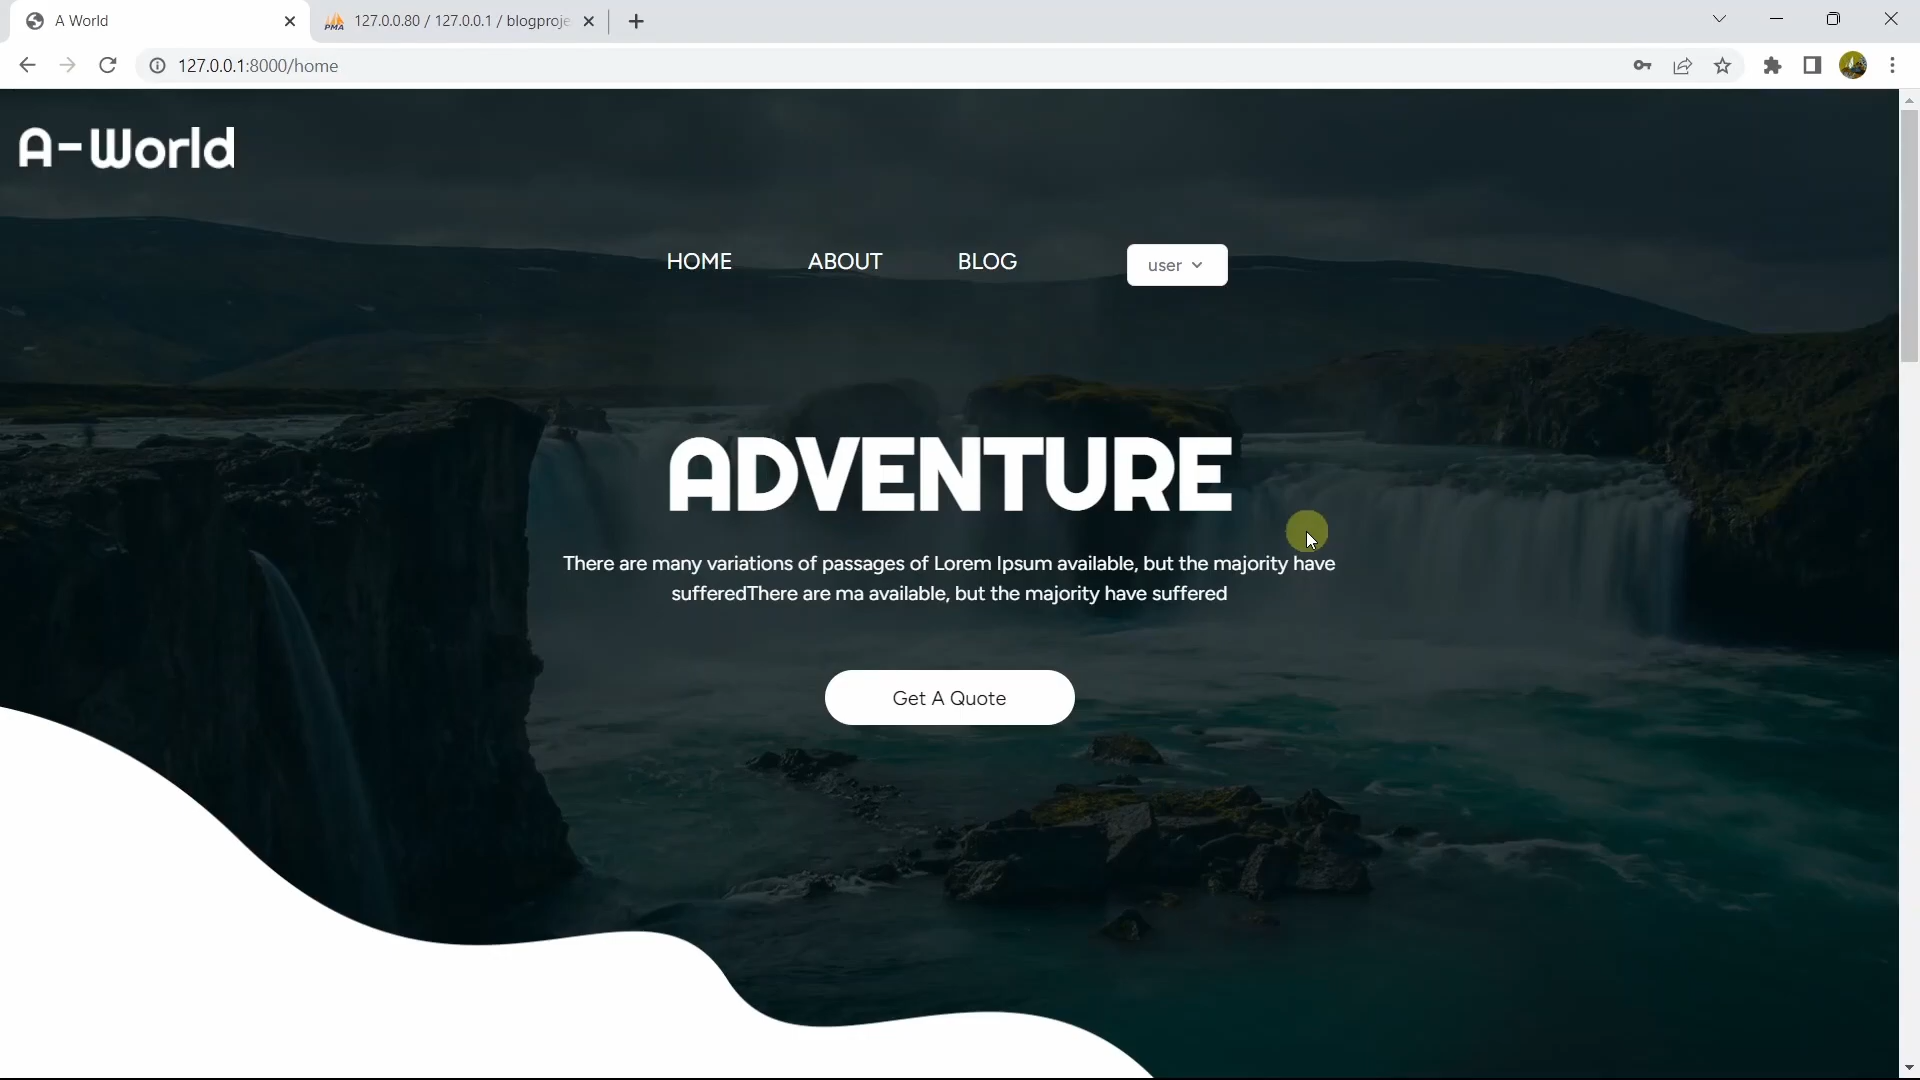 A World
PMA
127.0.0.80 / 127.0.0.1 / blogproje
127.0.0.1:8000/home
A-World
HOME
ABOUT
BLOG
user
ADVENTURE
There are many variations of passages of Lorem Ipsum available, but the majority have
sufferedThere are ma available, but the majority have suffered
Get A Quote